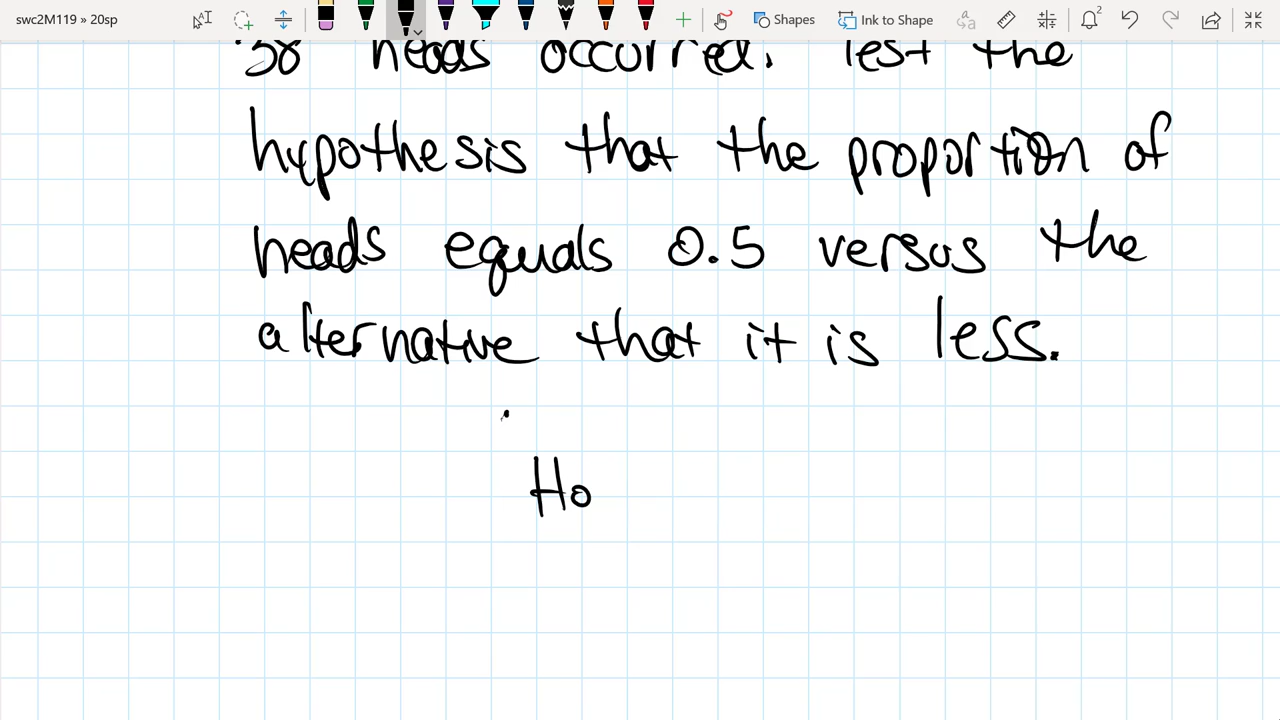 swc2M119 » 20sp
Shapes
Ink to Shape
2
38 heads occurred. Test the
hypothesis that the proportion of
heads equals 0.5 versus the
alternative that it is less.
Ho